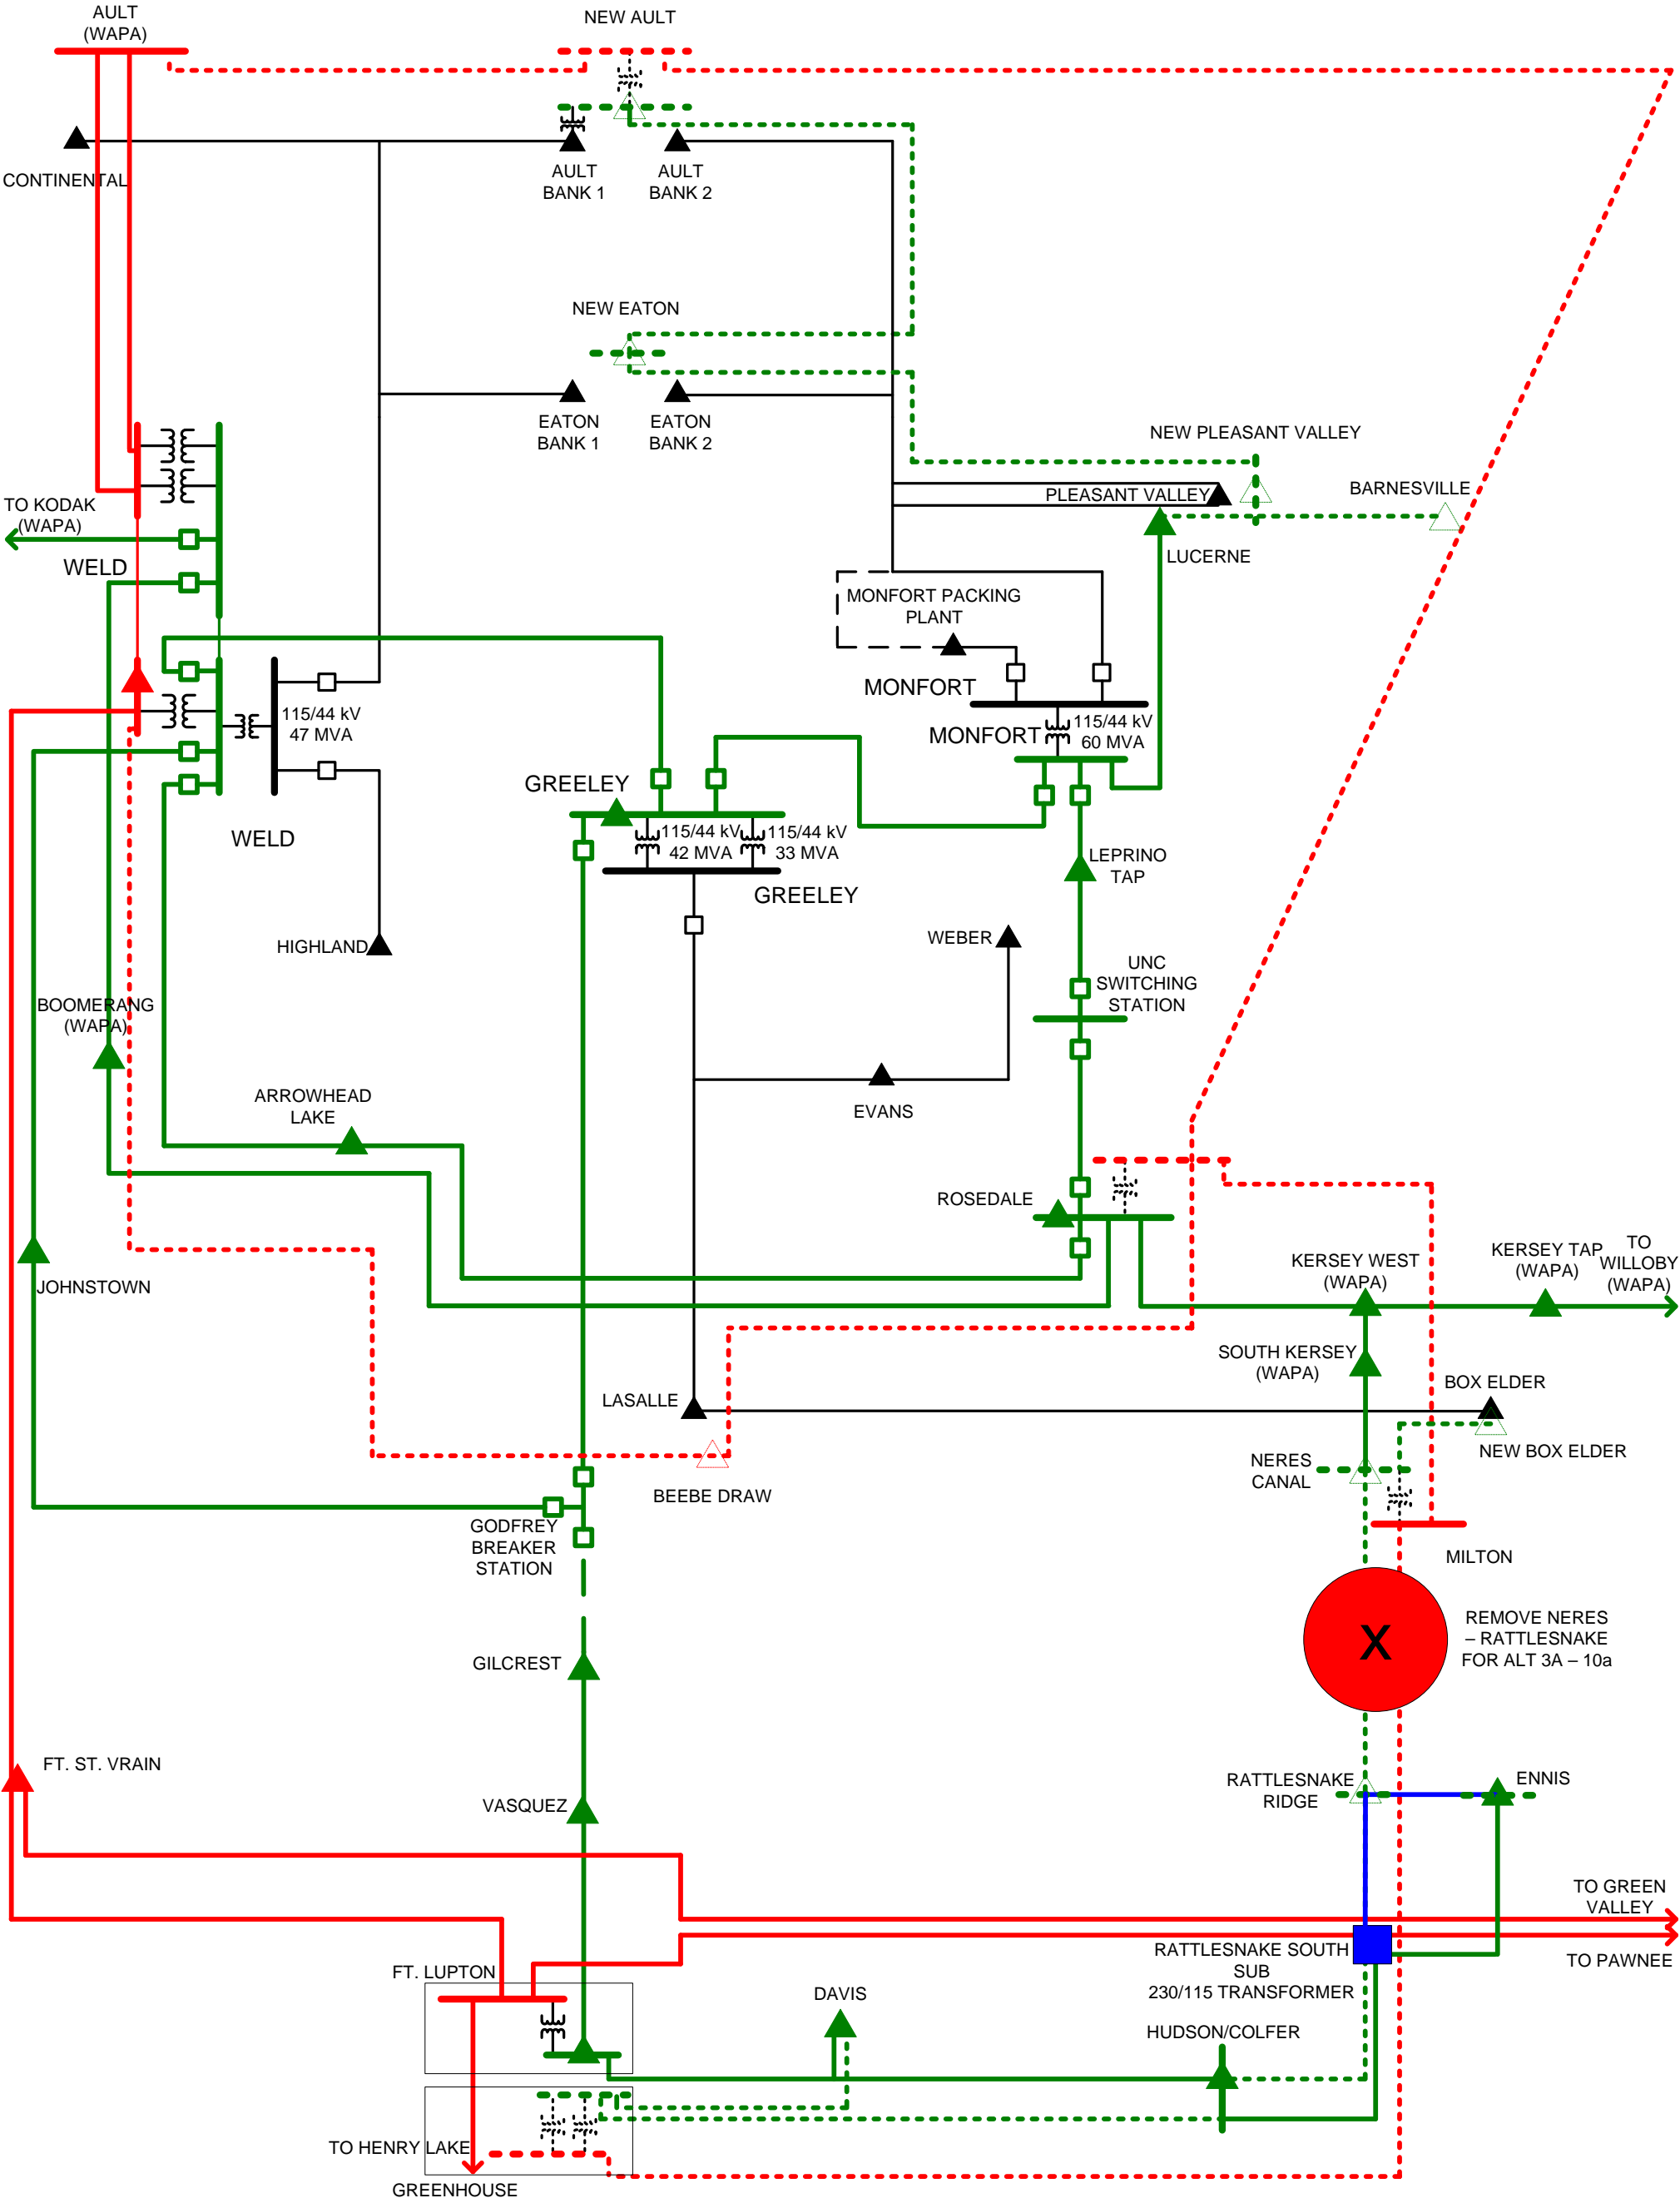 AULT
(WAPA)
NEW AULT
CONTINENTAL
AULT
BANK 1
AULT
BANK 2
NEW EATON
EATON
BANK 1
EATON
BANK 2
NEW PLEASANT VALLEY
PLEASANT VALLEY
BARNESVILLE
TO KODAK
(WAPA)
WELD
LUCERNE
MONFORT PACKING
PLANT
MONFORT
115/44 kV
47 MVA
MONFORT
115/44 kV
60 MVA
GREELEY
WELD
115/44 kV
42 MVA
115/44 kV
33 MVA
GREELEY
LEPRINO
TAP
HIGHLAND
WEBER
UNC
SWITCHING
STATION
BOOMERANG
(WAPA)
ARROWHEAD
LAKE
EVANS
ROSEDALE
JOHNSTOWN
KERSEY WEST
(WAPA)
KERSEY TAP
(WAPA)
TO
WILLOBY
(WAPA)
SOUTH KERSEY
(WAPA)
LASALLE
BOX ELDER
NEW BOX ELDER
NERES
CANAL
BEEBE DRAW
GODFREY
BREAKER
STATION
MILTON
X
REMOVE NERES
– RATTLESNAKE
FOR ALT 3A – 10a
GILCREST
FT. ST. VRAIN
VASQUEZ
RATTLESNAKE
RIDGE
ENNIS
TO GREEN
VALLEY
TO PAWNEE
RATTLESNAKE SOUTH
SUB
230/115 TRANSFORMER
FT. LUPTON
DAVIS
HUDSON/COLFER
TO HENRY LAKE
GREENHOUSE